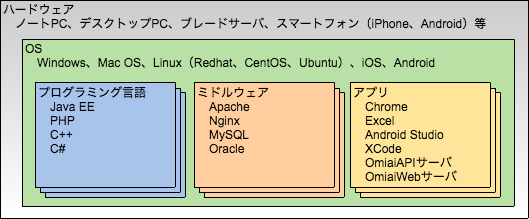 ハードウェア
ノートPC、デスクトップPC、ブレードサーバ、スマートフォン（iPhone、Android）等
OS
Windows、Mac OS、Linux（Redhat、CentOS、Ubuntu）、iOS、Android
プログラミング言語
Java EE
PHP
C++
C#
ミドルウェア
Apache
Nginx
MySQL
Oracle
アプリ
Chrome
Excel
Android Studio
XCode
OmiaiAPIサーバ
OmiaiWebサーバ